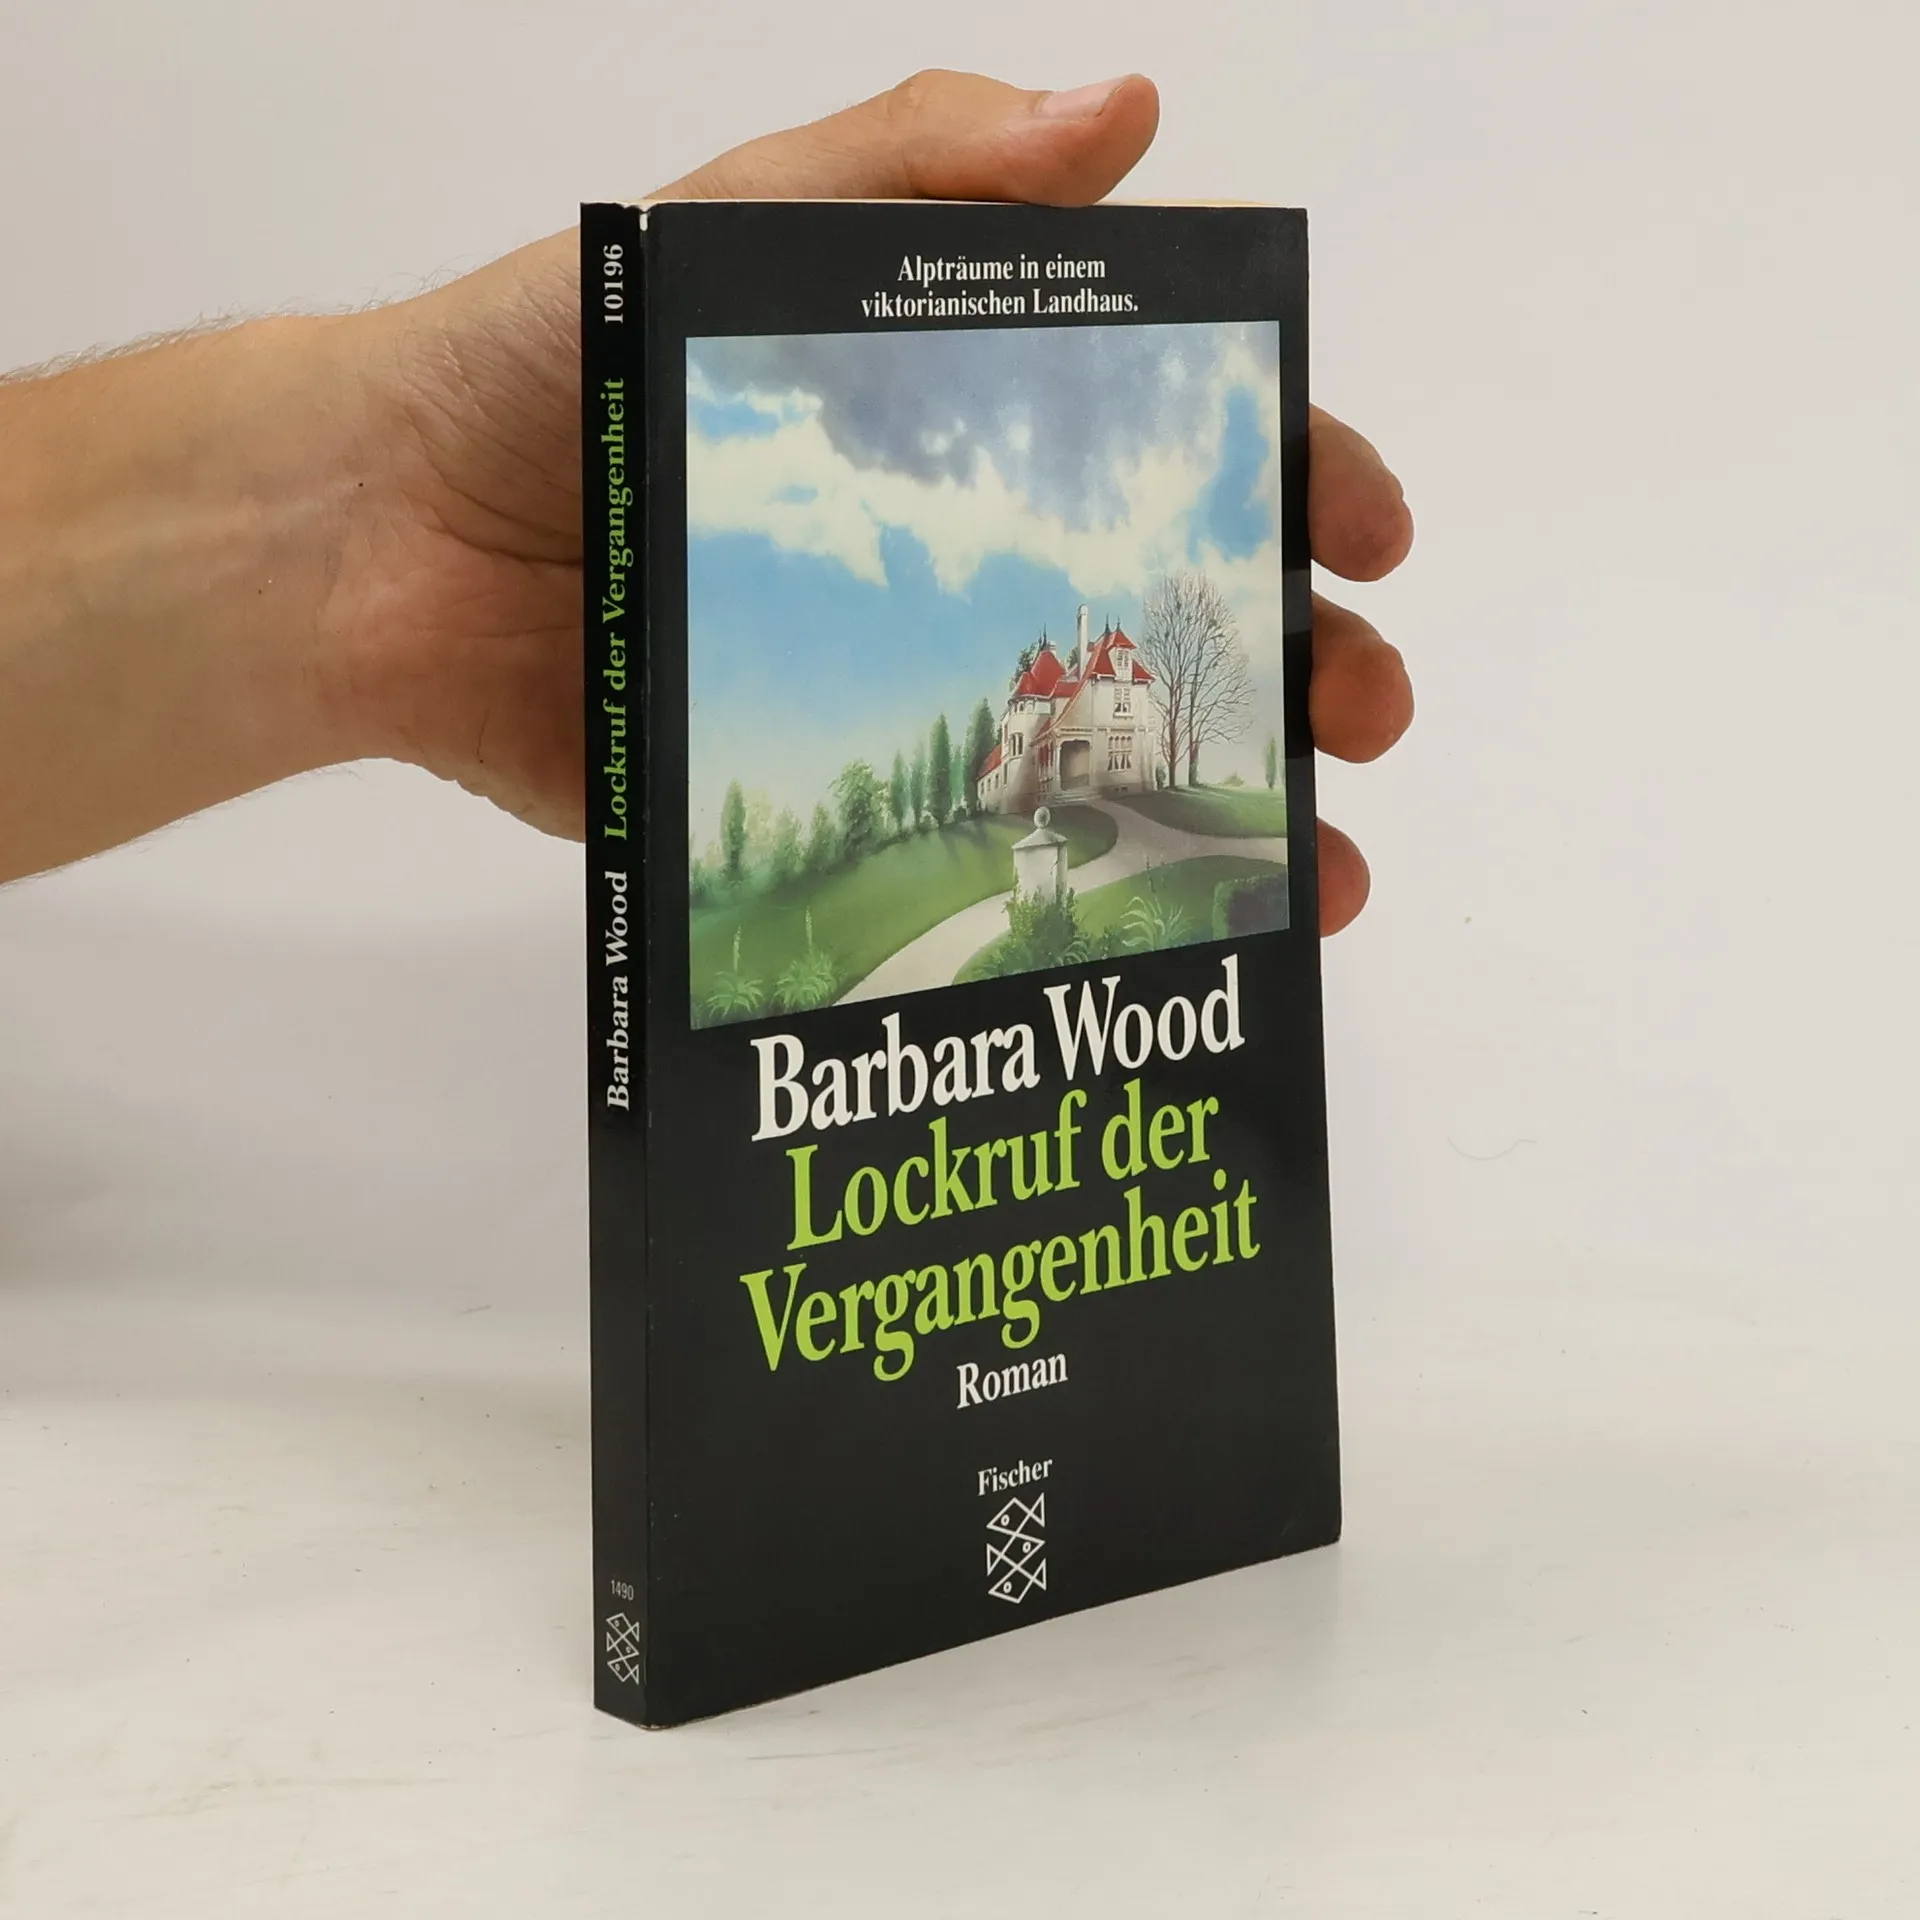 Alpträume in einem
viktorianischen Landhaus.
Barbara Wood
Lockruf der
Vergangenheit
Roman
Fischer
Barbara Wood Lockruf der Vergangenheit 10196
1490